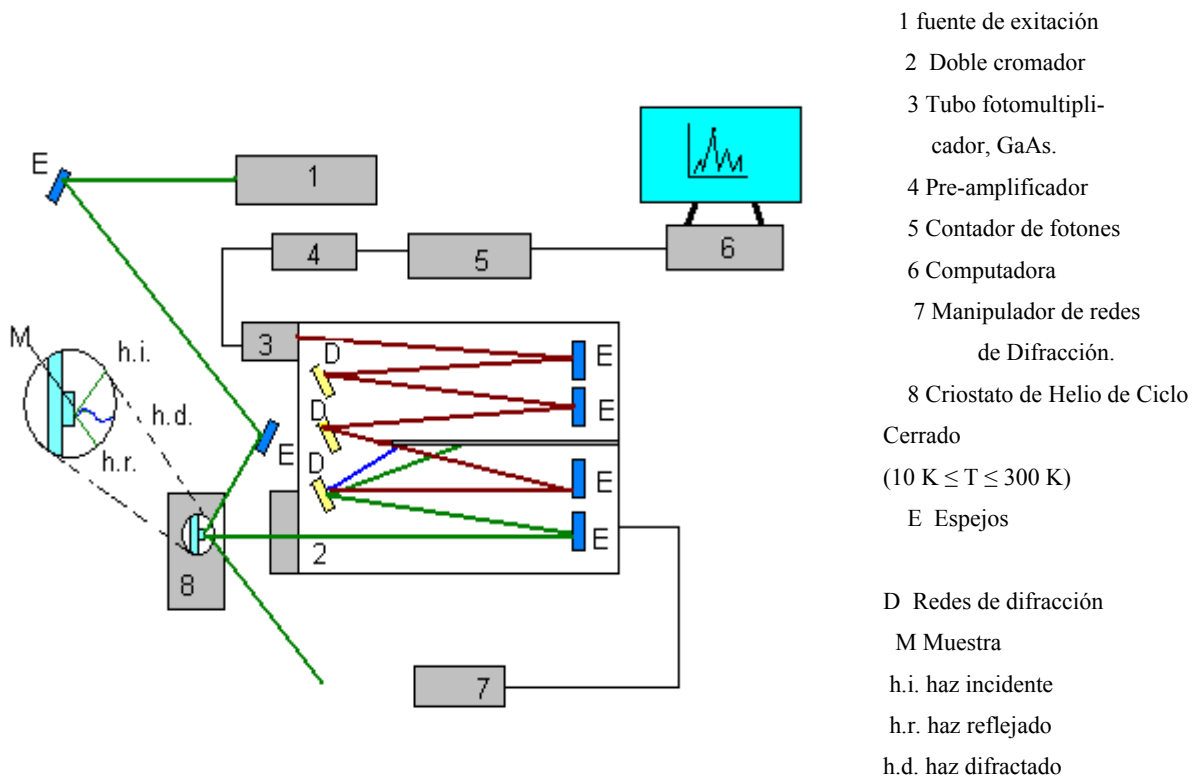 1 fuente de exitación
2 Doble cromador
3 Tubo fotomultipli-
cador, GaAs.
4 Pre-amplificador
5 Contador de fotones
6 Computadora
7 Manipulador de redes
de Difracción.
8 Criostato de Helio de Ciclo
Cerrado
(10 K ≤ T ≤ 300 K)
E Espejos
D Redes de difracción
M Muestra
h.i. haz incidente
h.r. haz reflejado
h.d. haz difractado
E
1
4
5
6
M
h.i.
h.d.
h.r.
3
D
E
D
E
E
D
E
E
2
8
7